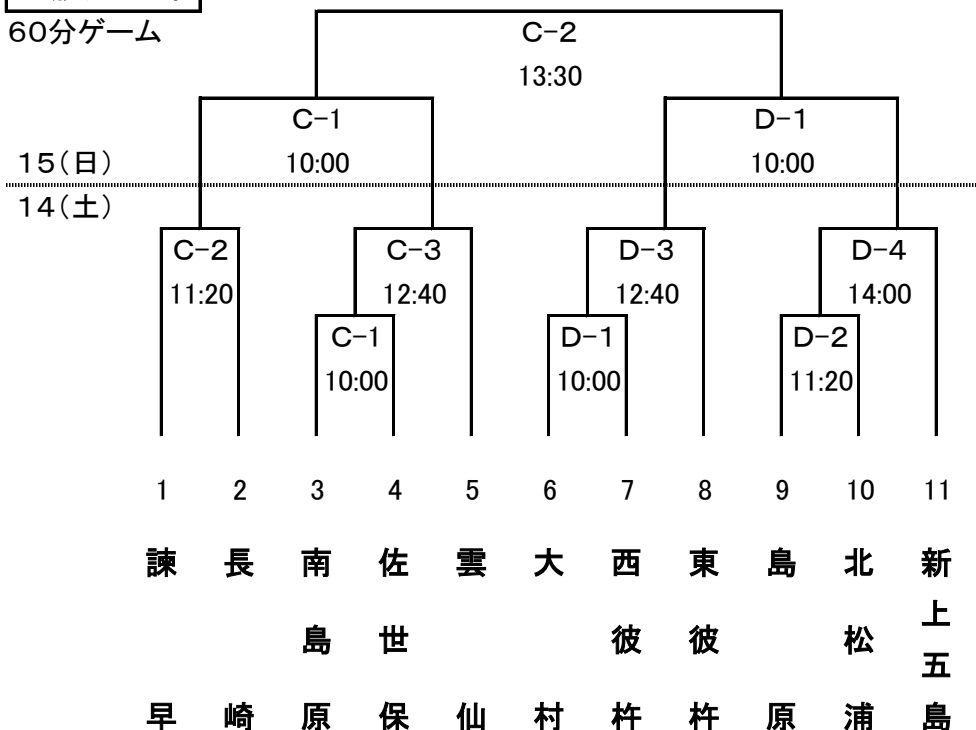 60分ゲーム
C-2
13:30
C-1
D-1
15(日)
10:00
10:00
14(土)
C-2
C-3
D-3
D-4
11:20
12:40
12:40
14:00
C-1
D-1
D-2
10:00
10:00
11:20
1 2 3 4 5 6 7 8 9 10 11
諫早
長崎
南島原
佐世保
雲仙
大村
西彼杵
東彼杵
島原
北松浦
新上五島